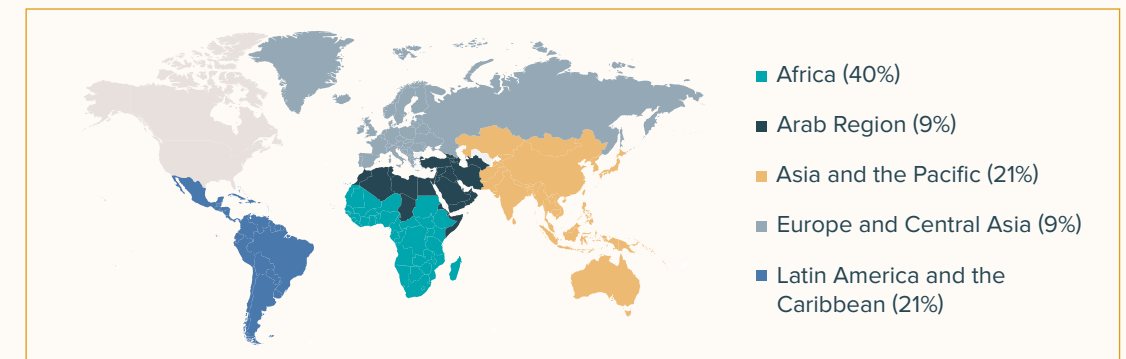 Africa (40%)
Arab Region (9%)
Asia and the Pacific (21%)
Europe and Central Asia (9%)
Latin America and the
Caribbean (21%)